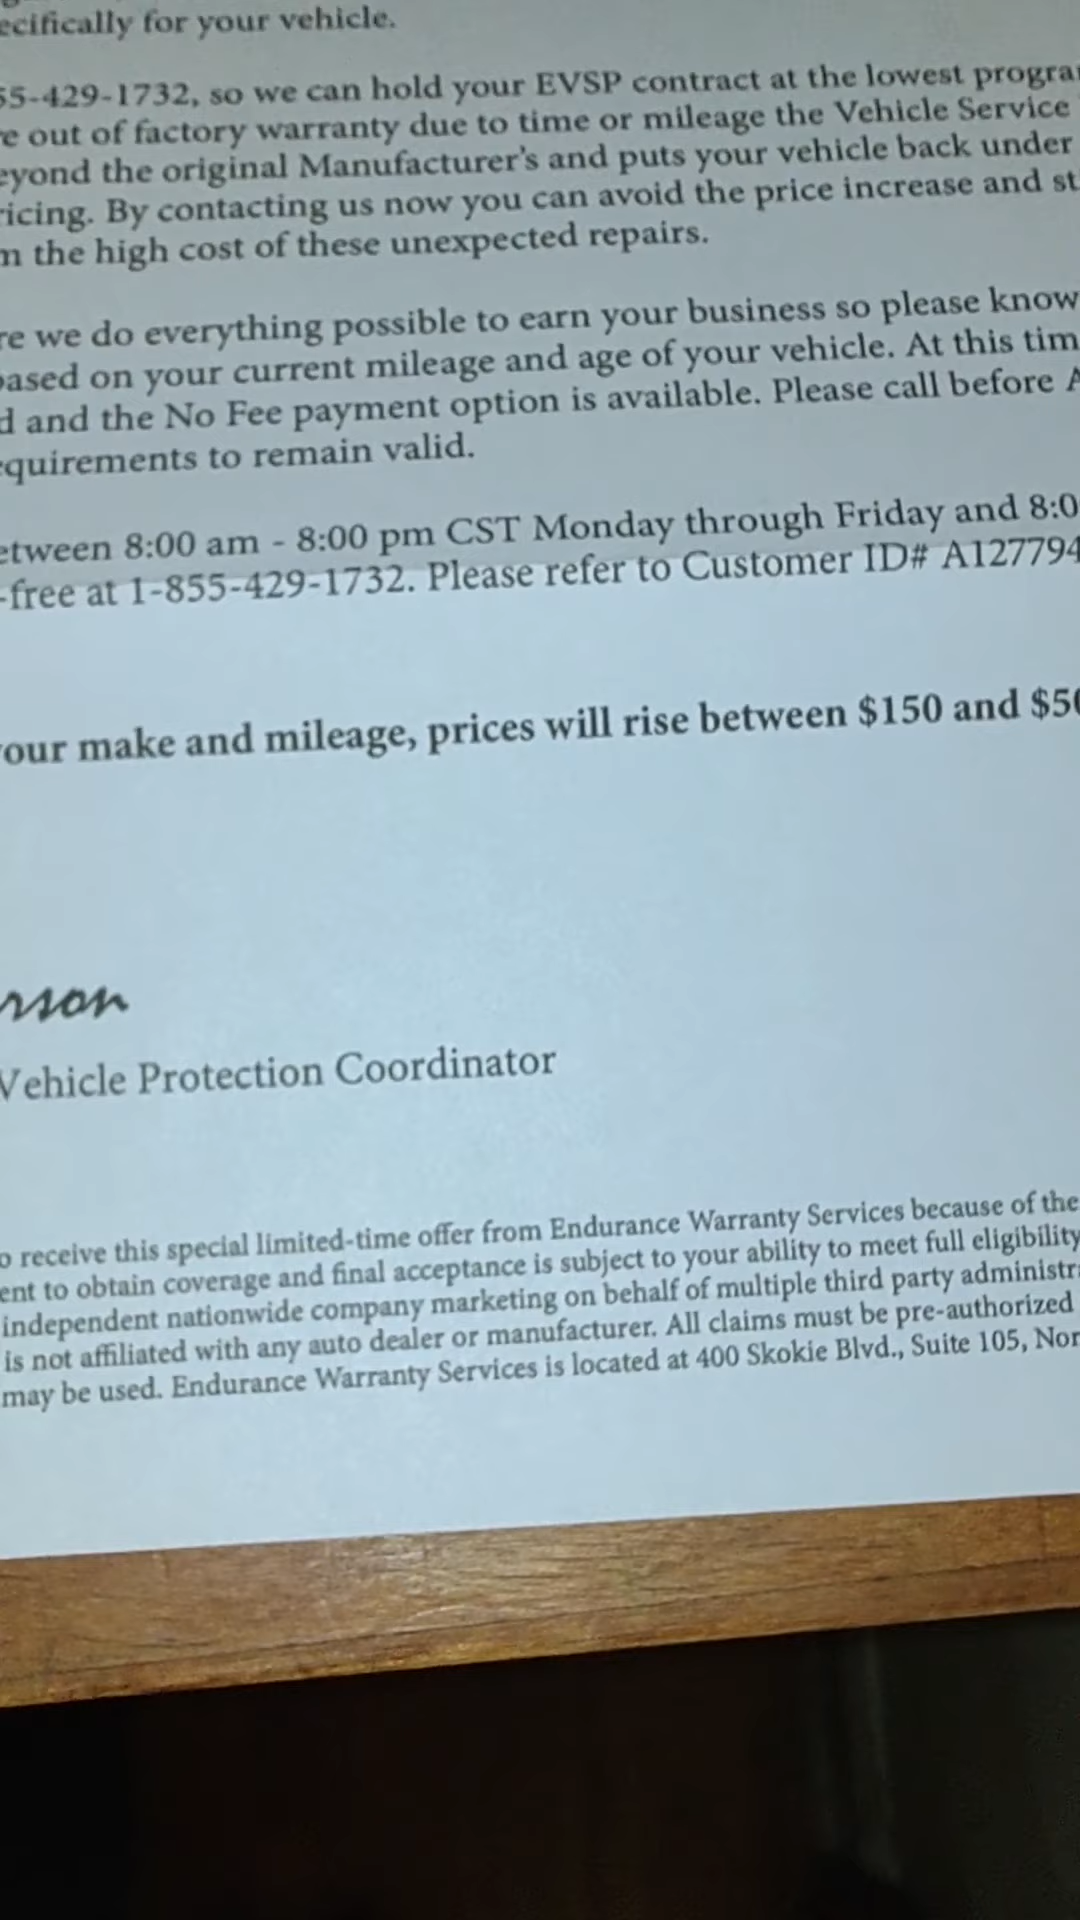 ecifically for your vehicle.
55-429-1732, so we can hold your EVSP contract at the lowest progra
re out of factory warranty due to time or mileage the Vehicle Service
eyond the original Manufacturer's and puts your vehicle back under
ricing. By contacting us now you can avoid the price increase and st
m the high cost of these unexpected repairs.
re we do everything possible to earn your business so please know
based on your current mileage and age of your vehicle. At this tim
d and the No Fee payment option is available. Please call before A
equirements to remain valid.
etween 8:00 am - 8:00 pm CST Monday through Friday and 8:0
-free at 1-855-429-1732. Please refer to Customer ID# A127794
your make and mileage, prices will rise between $150 and $50
rson
Vehicle Protection Coordinator
o receive this special limited-time offer from Endurance Warranty Services because of the
ent to obtain coverage and final acceptance is subject to your ability to meet full eligibility
independent nationwide company marketing on behalf of multiple third party administra
is not affiliated with any auto dealer or manufacturer. All claims must be pre-authorized
may be used. Endurance Warranty Services is located at 400 Skokie Blvd., Suite 105, Nor